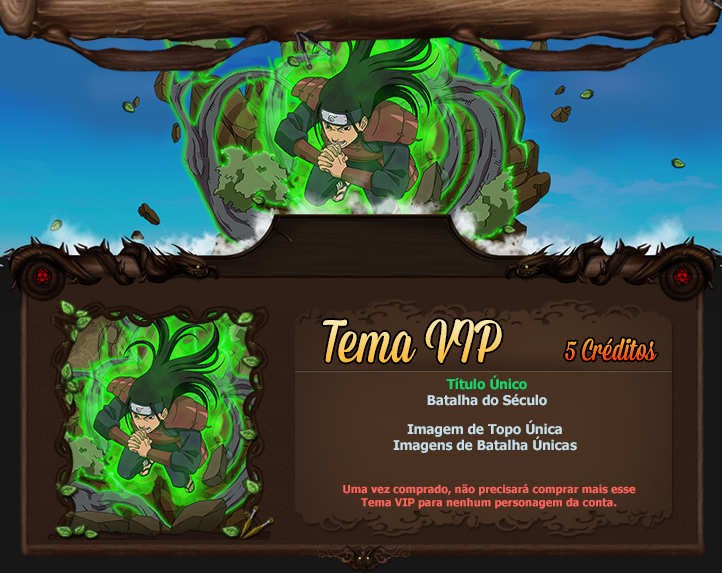 Tema VIP
5 Créditos
Título Único
Batalha do Século
Imagem de Topo Única
Imagens de Batalha Únicas
Uma vez comprado, não precisará comprar mais esse
Tema VIP para nenhum personagem da conta.